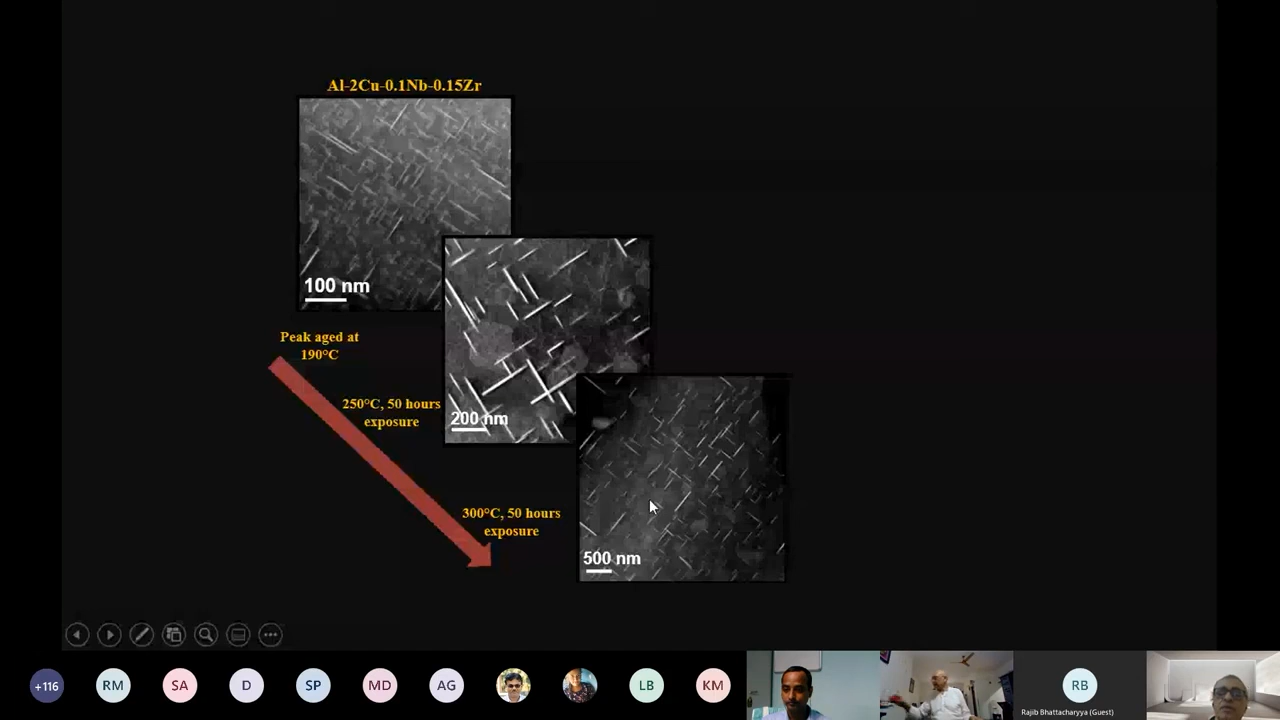 Al-2Cu-0.1Nb-0.15Zr
100 nm
Peak aged at
190°C
250°C, 50 hours
exposure
200 nm
300°C, 50 hours
exposure
500 nm
+116
RM
SA
D
SP
MD
AG
LB
KM
RB
Rajib Bhattacharyya (Guest)